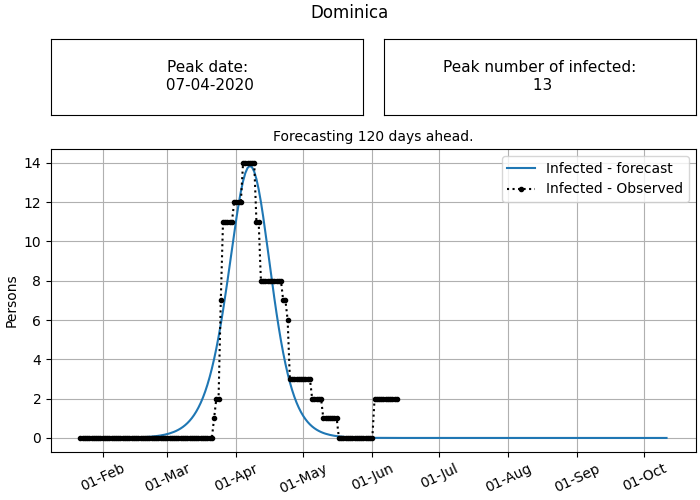 Dominica
Peak date:
07-04-2020
Peak number of infected:
13
Forecasting 120 days ahead.
Infected - forecast
Infected - Observed
Persons
14
12
10
8
6
4
2
0
01-Feb
01-Mar
01-Apr
01-May
01-Jun
01-Jul
01-Aug
01-Sep
01-Oct